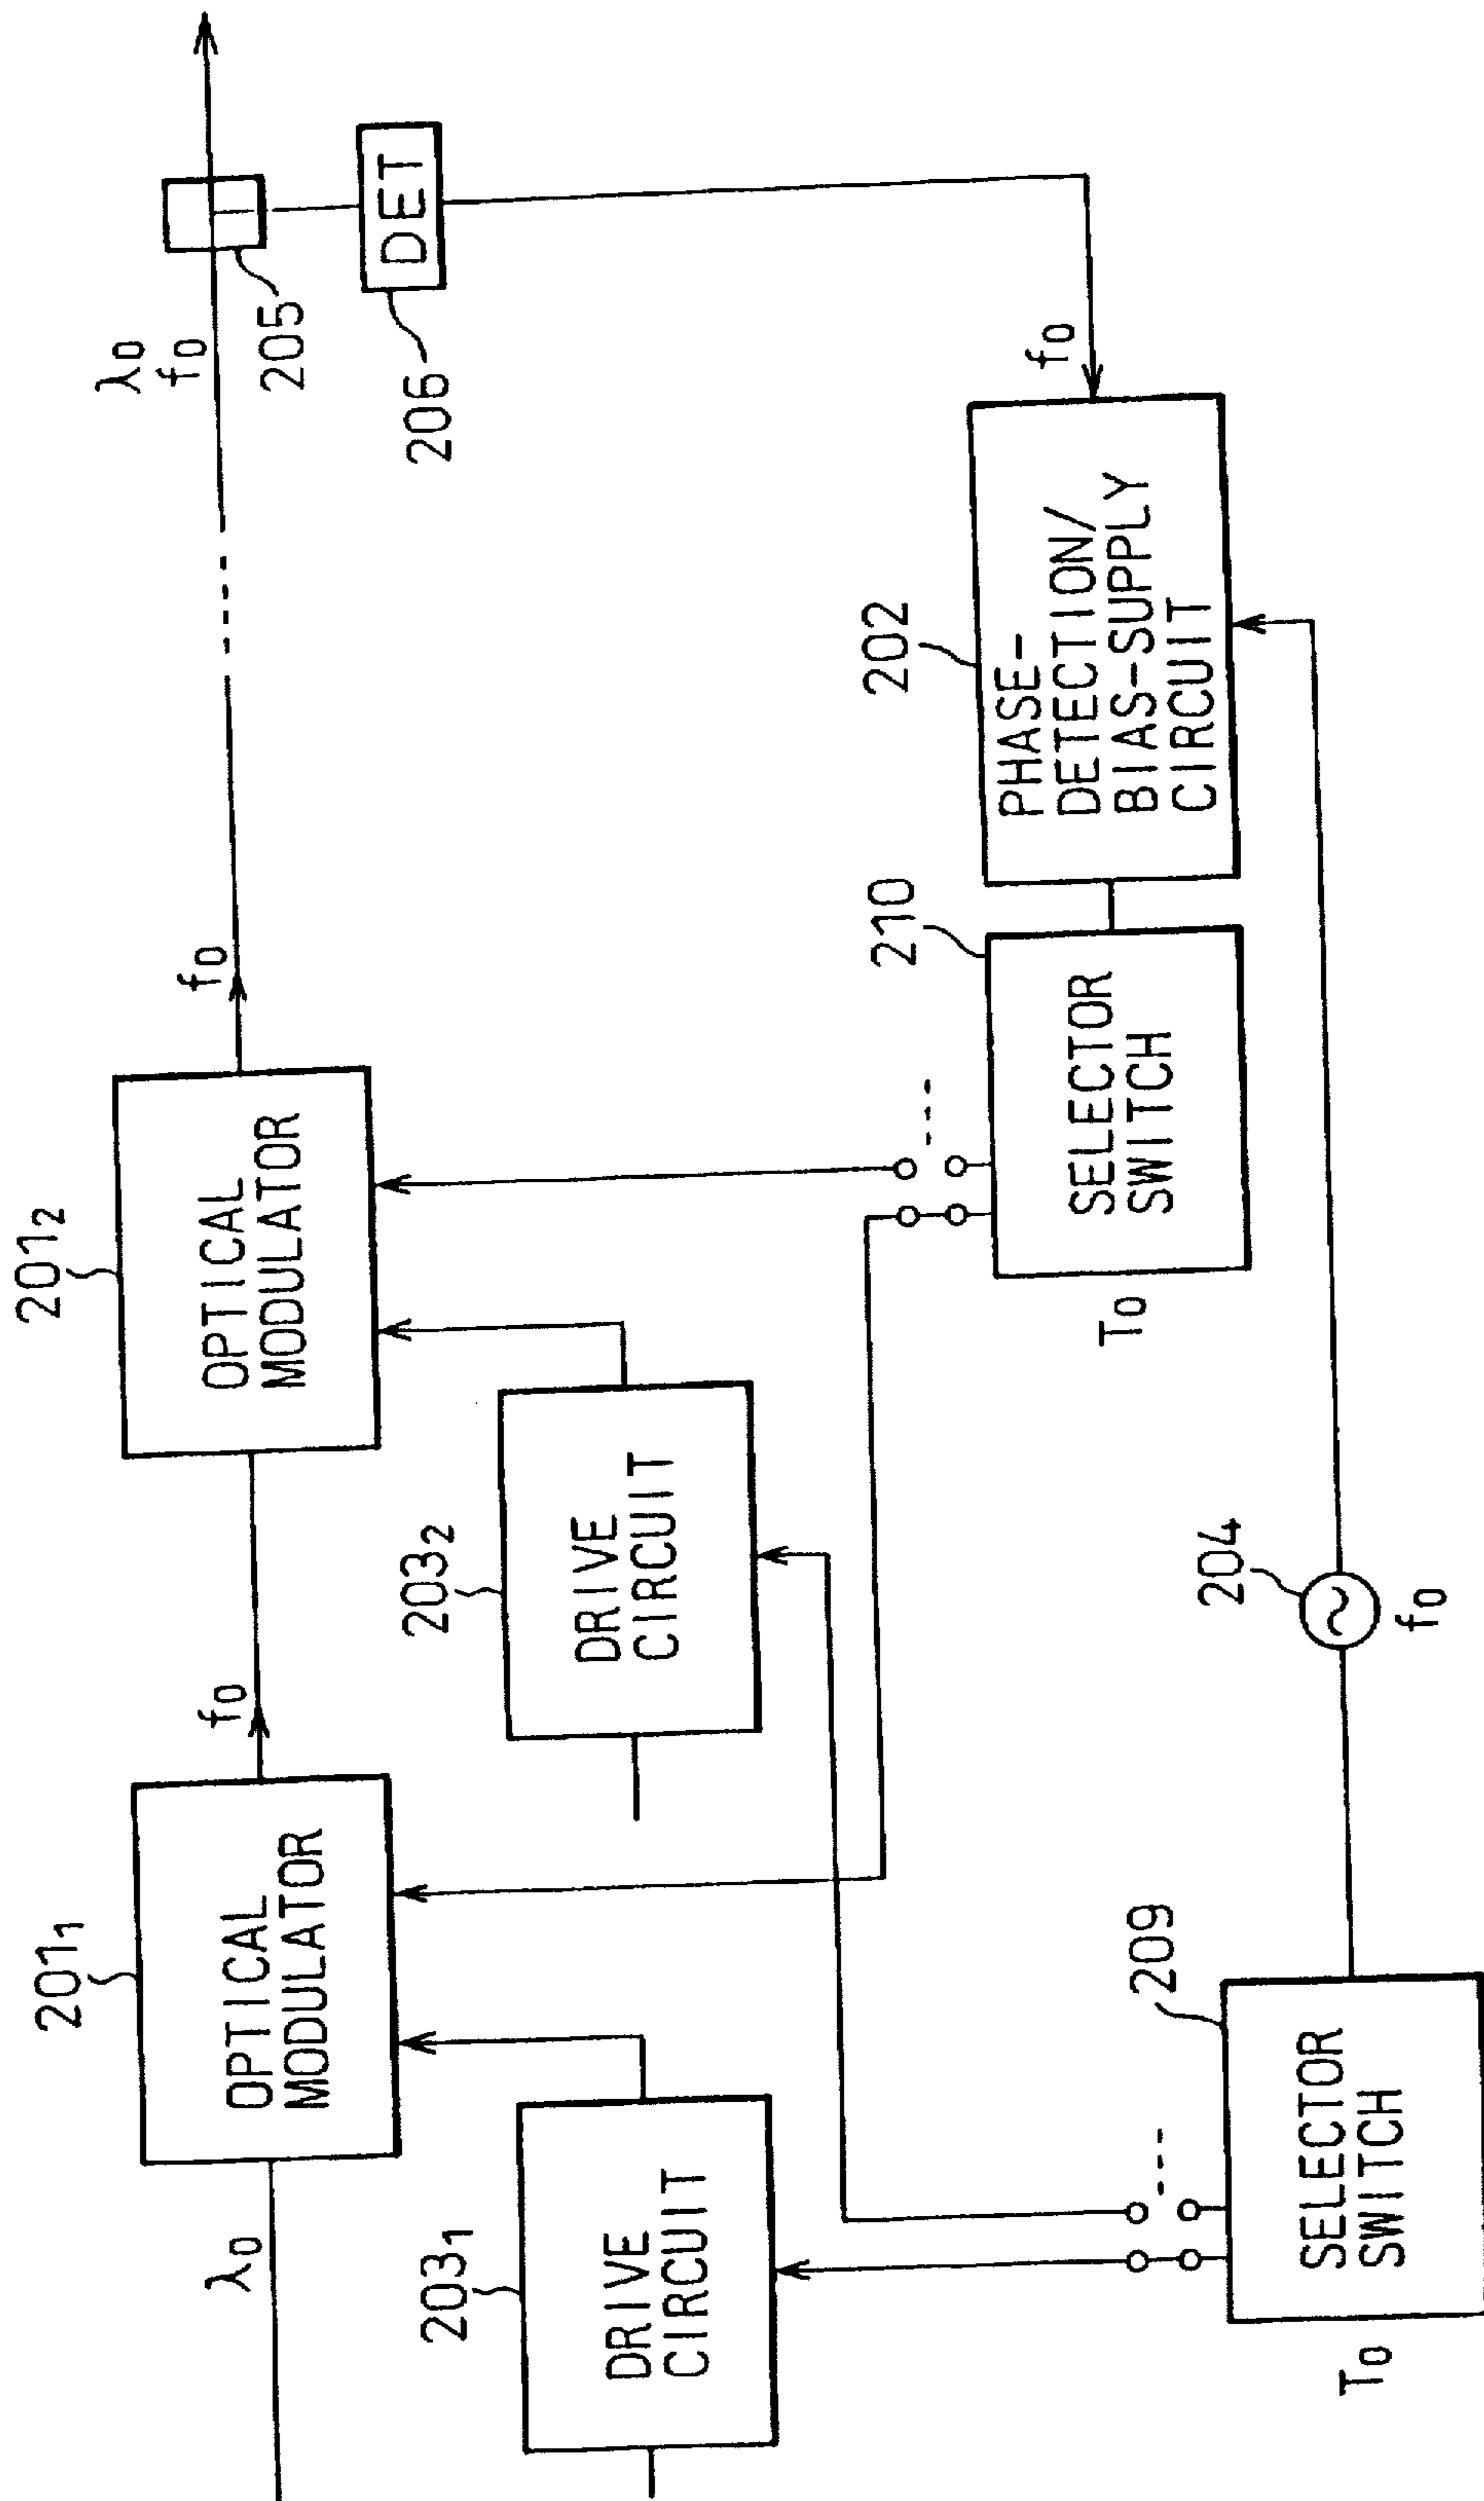 λ0
201₁
OPTICAL
MODULATOR
f0
201₂
OPTICAL
MODULATOR
f0
λ0
f0
205
DET
206
203₁
DRIVE
CIRCUIT
203₂
DRIVE
CIRCUIT
210
SELECTOR
SWITCH
T0
202
PHASE-
DETECTION/
BIAS-SUPPLY
CIRCUIT
f0
209
SELECTOR
SWITCH
T0
204
f0